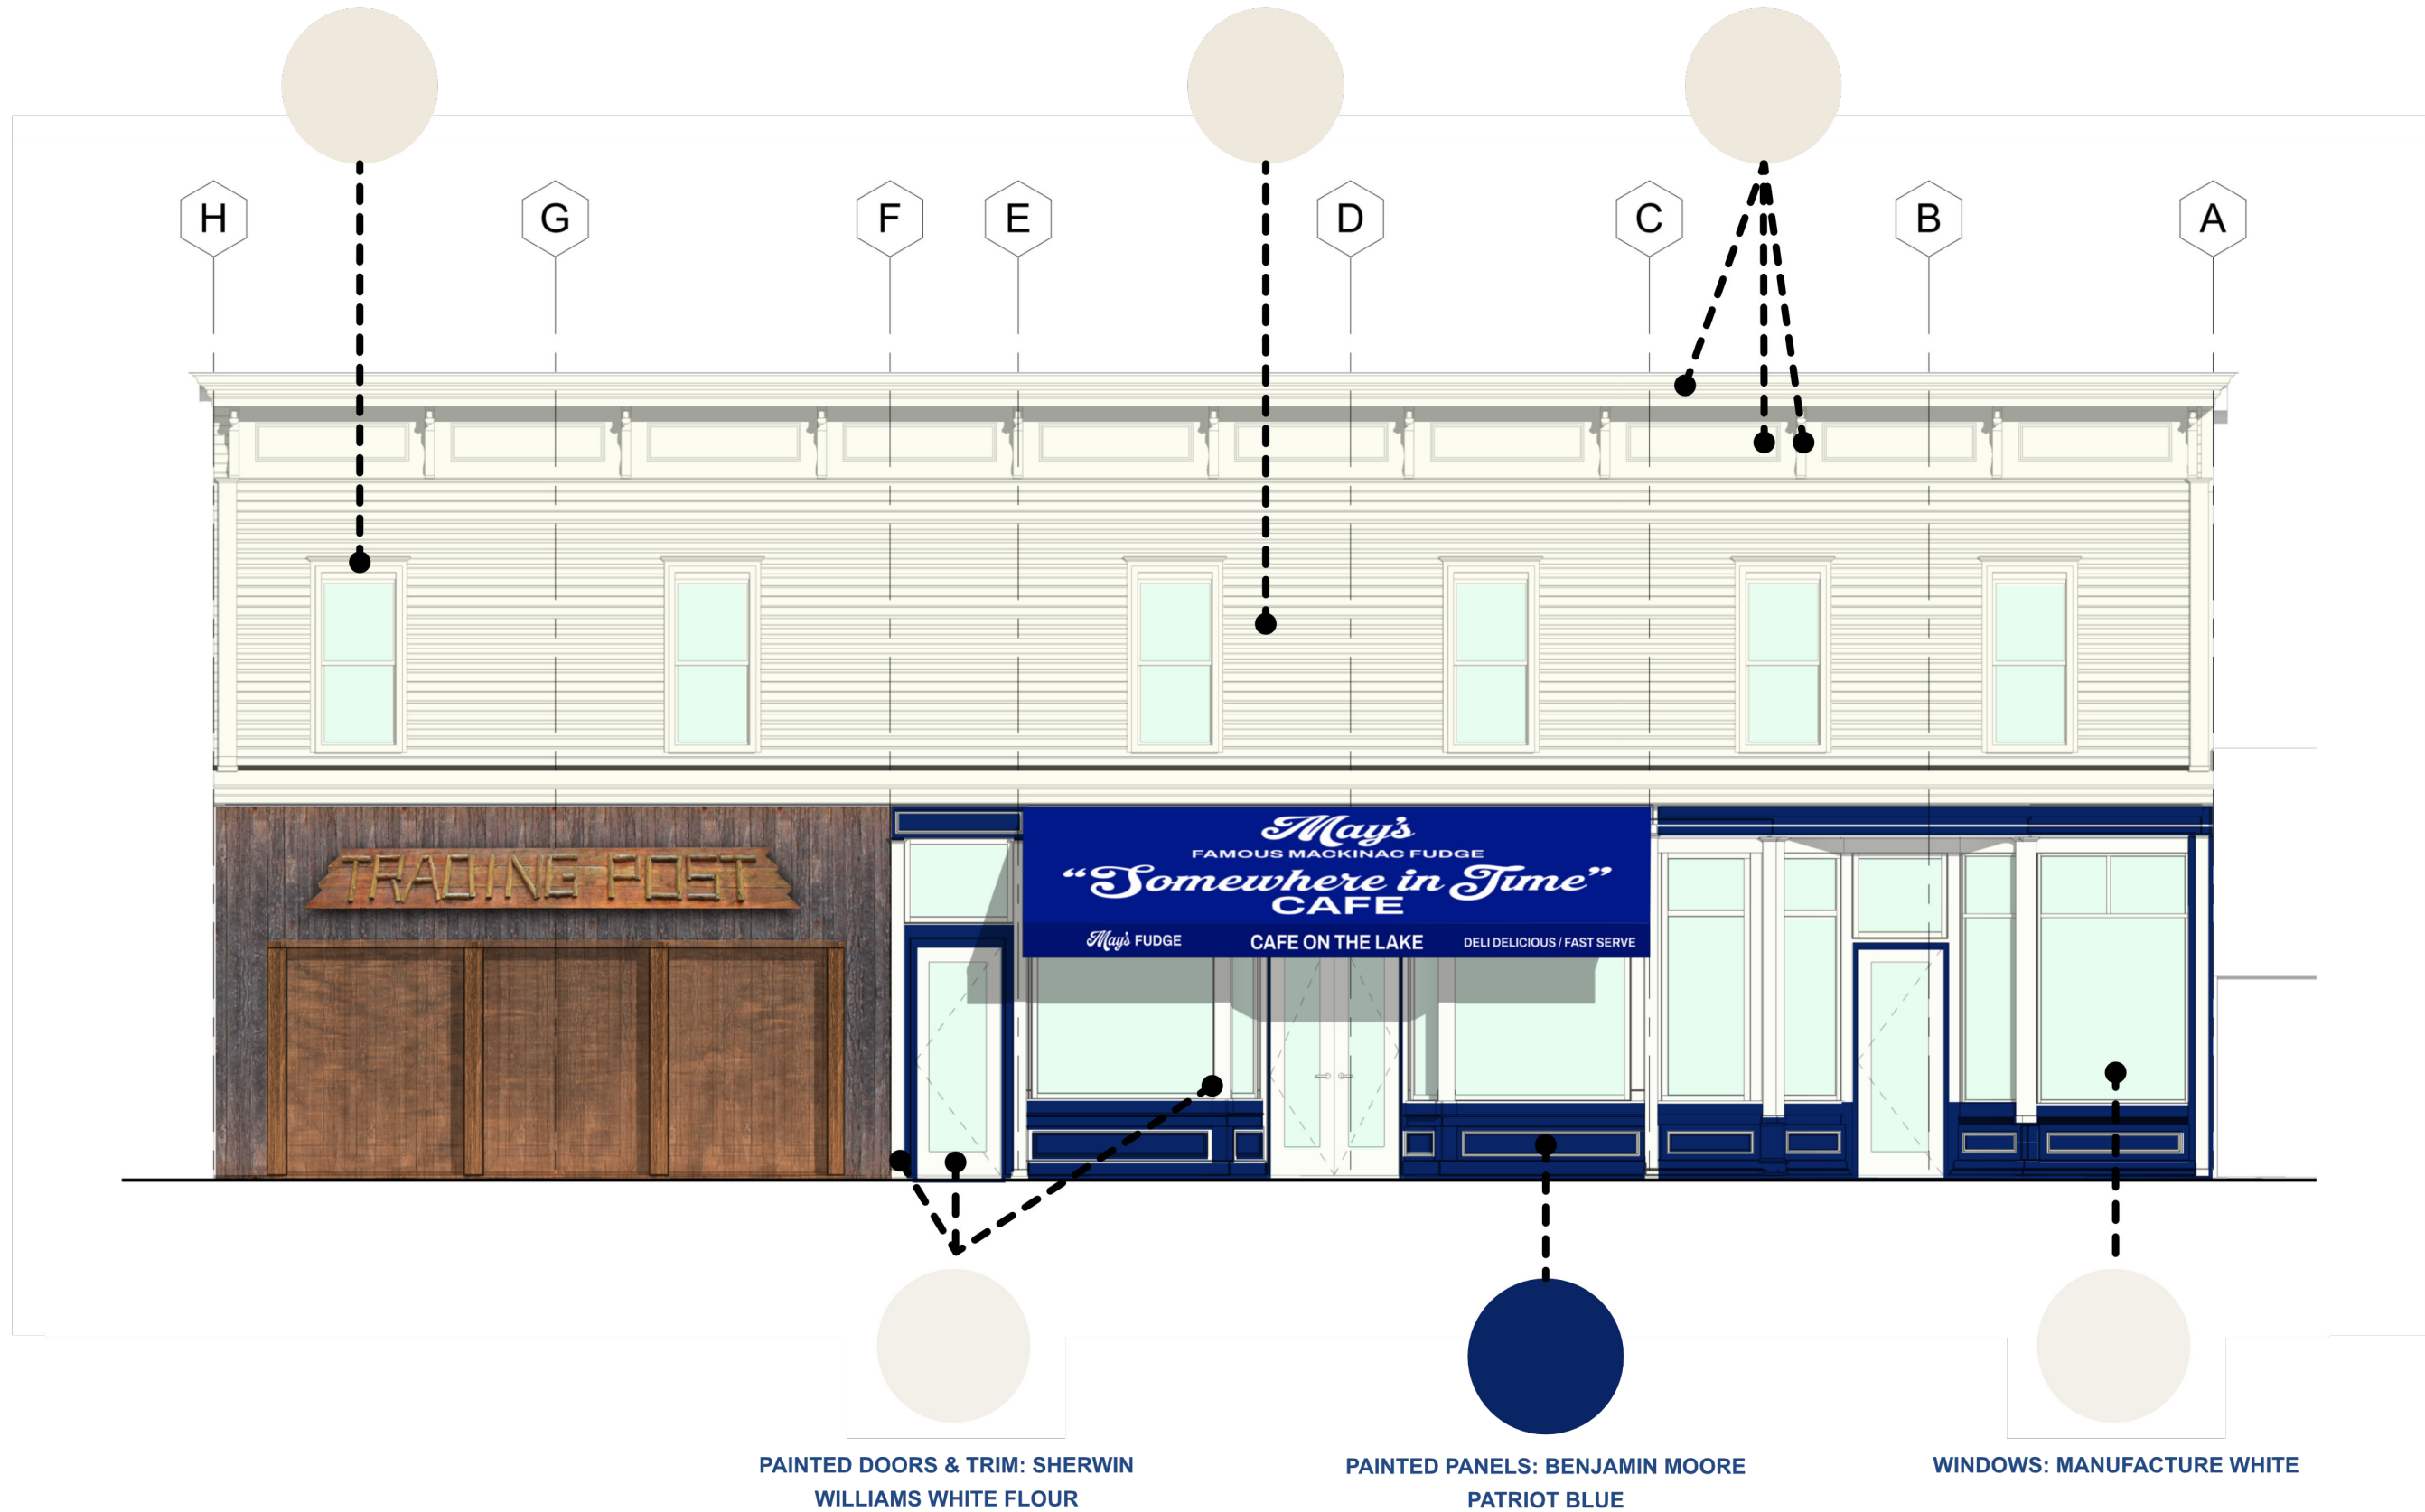 H G F E D C B A
TRADING POST
May's
FAMOUS MACKINAC FUDGE
"Somewhere in Time"
CAFE
May's FUDGE
CAFE ON THE LAKE
DELI DELICIOUS / FAST SERVE
PAINTED DOORS & TRIM: SHERWIN
WILLIAMS WHITE FLOUR
PAINTED PANELS: BENJAMIN MOORE
PATRIOT BLUE
WINDOWS: MANUFACTURE WHITE